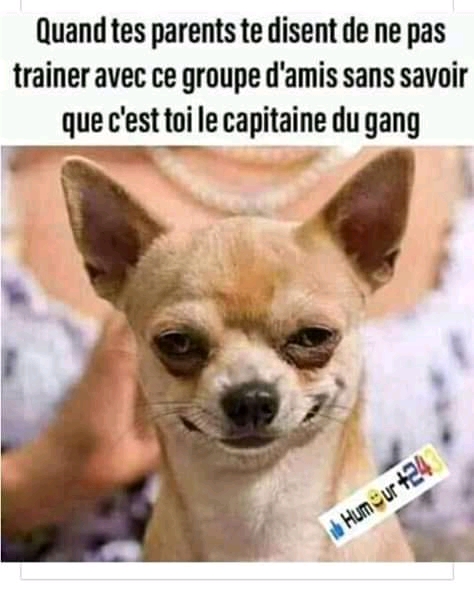 Quand tes parents te disent de ne pas
trainer avec ce groupe d'amis sans savoir
que c'est toi le capitaine du gang
Humour +243